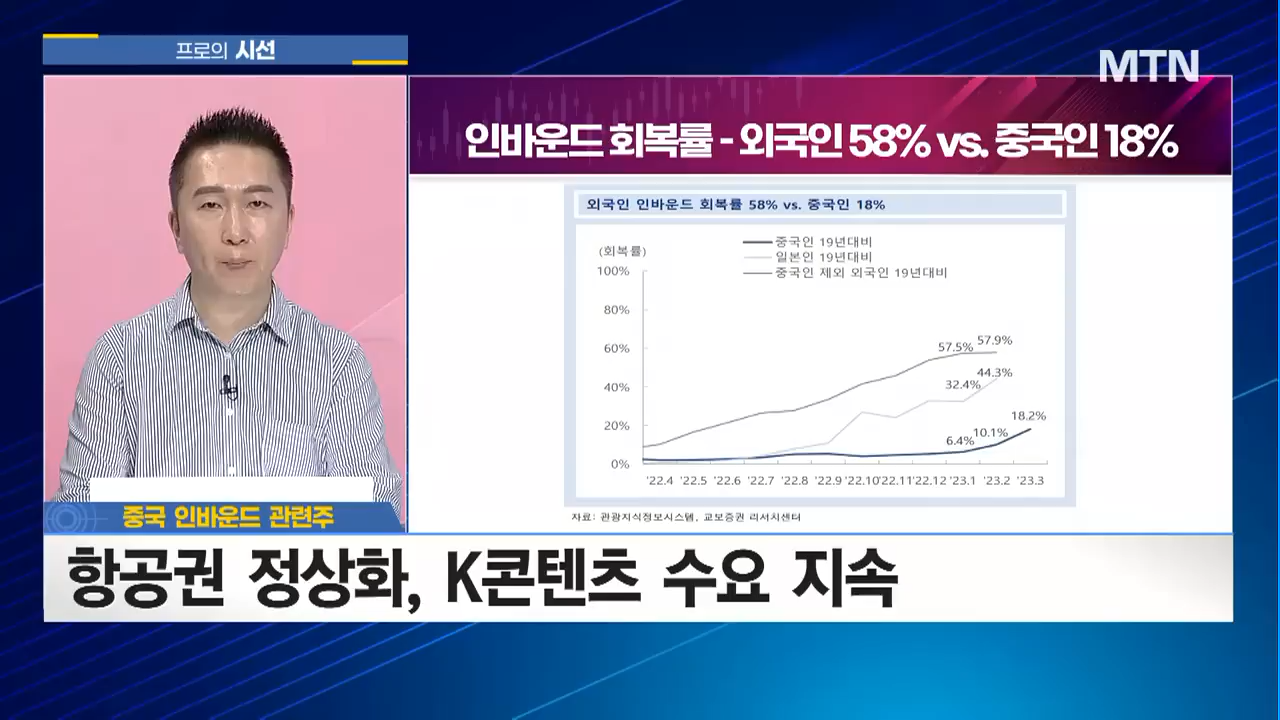 프로의 시선
MTN
인바운드 회복률 - 외국인 58% vs. 중국인 18%
외국인 인바운드 회복률 58% vs. 중국인 18%
(회복률)
중국인 19년대비
일본인 19년대비
중국인 제외 외국인 19년대비
100%
80%
60%
40%
20%
0%
57.5% 57.9%
32.4% 44.3%
6.4% 10.1% 18.2%
'22.4 '22.5 '22.6 '22.7 '22.8 '22.9 '22.10 '22.11 '22.12 '23.1 '23.2 '23.3
자료: 관광지식정보시스템, 교보증권 리서치센터
중국 인바운드 관련주
항공권 정상화, K콘텐츠 수요 지속